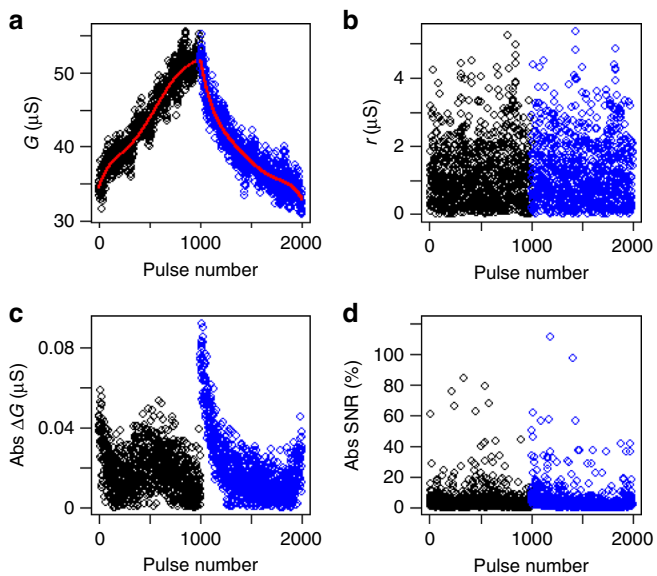 a
50
40
30
G (μS)
0
1000
2000
Pulse number
b
4
2
0
r (μS)
0
1000
2000
Pulse number
c
0.08
0.04
0
Abs ΔG (μS)
0
1000
2000
Pulse number
d
100
80
60
40
20
0
Abs SNR (%)
0
1000
2000
Pulse number